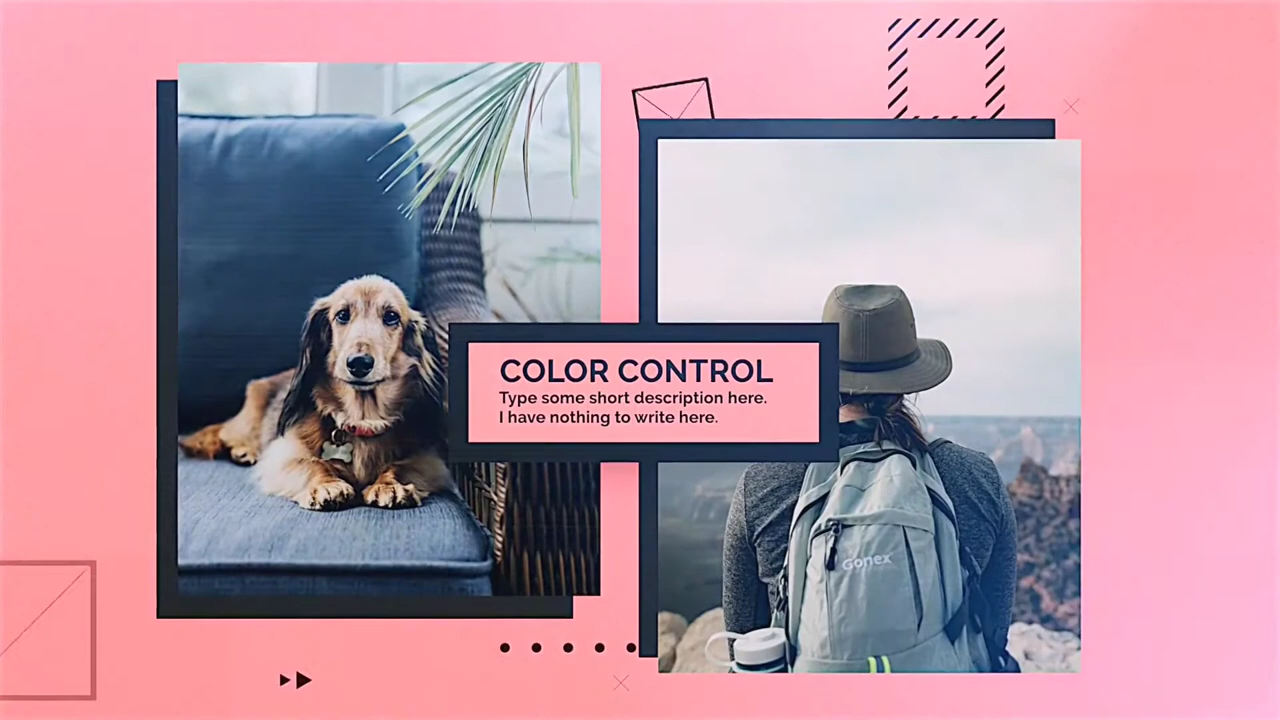 COLOR CONTROL
Type some short description here.
I have nothing to write here.
Gonex